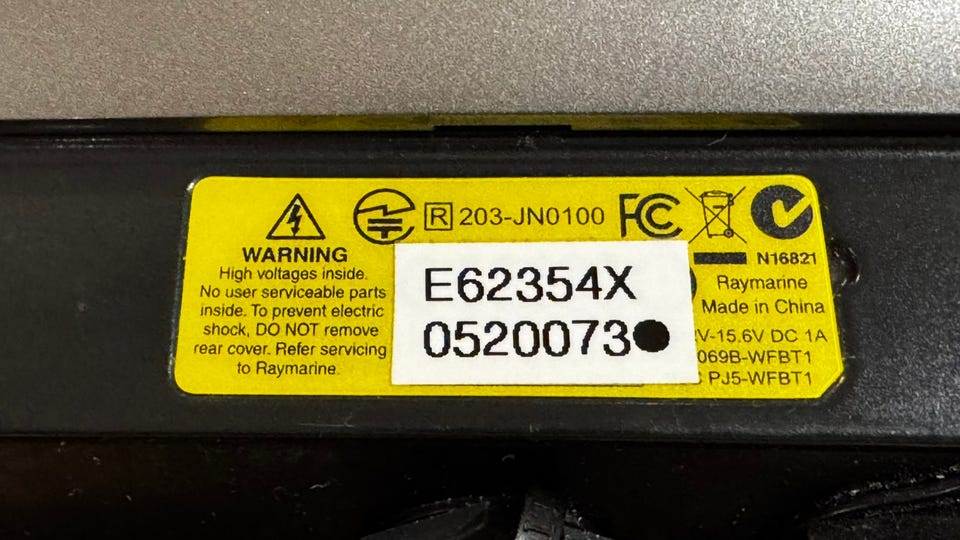 WARNING
High voltages inside.
No user serviceable parts
inside. To prevent electric
shock, DO NOT remove
rear cover. Refer servicing
to Raymarine.
R 203-JN0100
FC
E62354X
0520073
N16821
Raymarine
Made in China
V-15.6V DC 1A
069B-WFBT1
PJ5-WFBT1